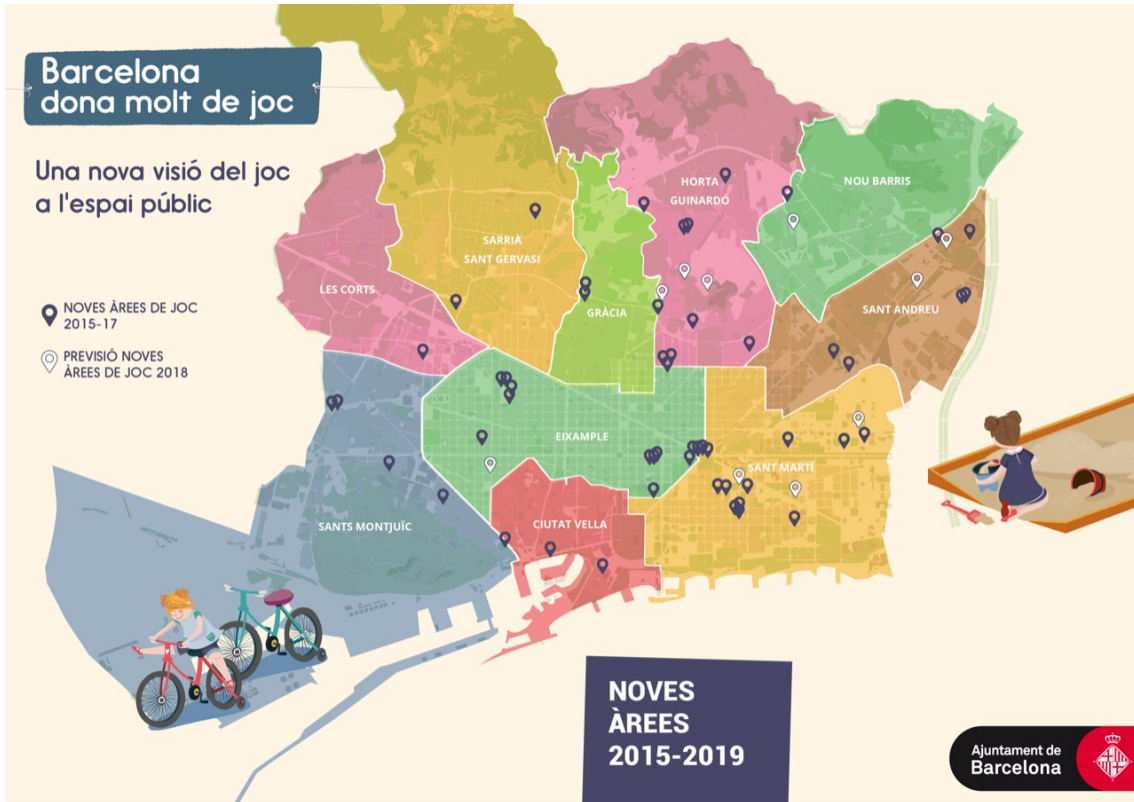 Barcelona
dona molt de joc
Una nova visió del joc
a l'espai públic
NOVES ÀREES DE JOC
2015-17
PREVISIÓ NOVES
ÀREES DE JOC 2018
HORTA
GUINARDÓ
NOU BARRIS
SARRIÀ
SANT GERVASI
LES CORTS
GRÀCIA
SANT ANDREU
EIXAMPLE
SANT MARTÍ
SANTS MONTJUÏC
CIUTAT VELLA
NOVES
ÀREES
2015-2019
Ajuntament de
Barcelona